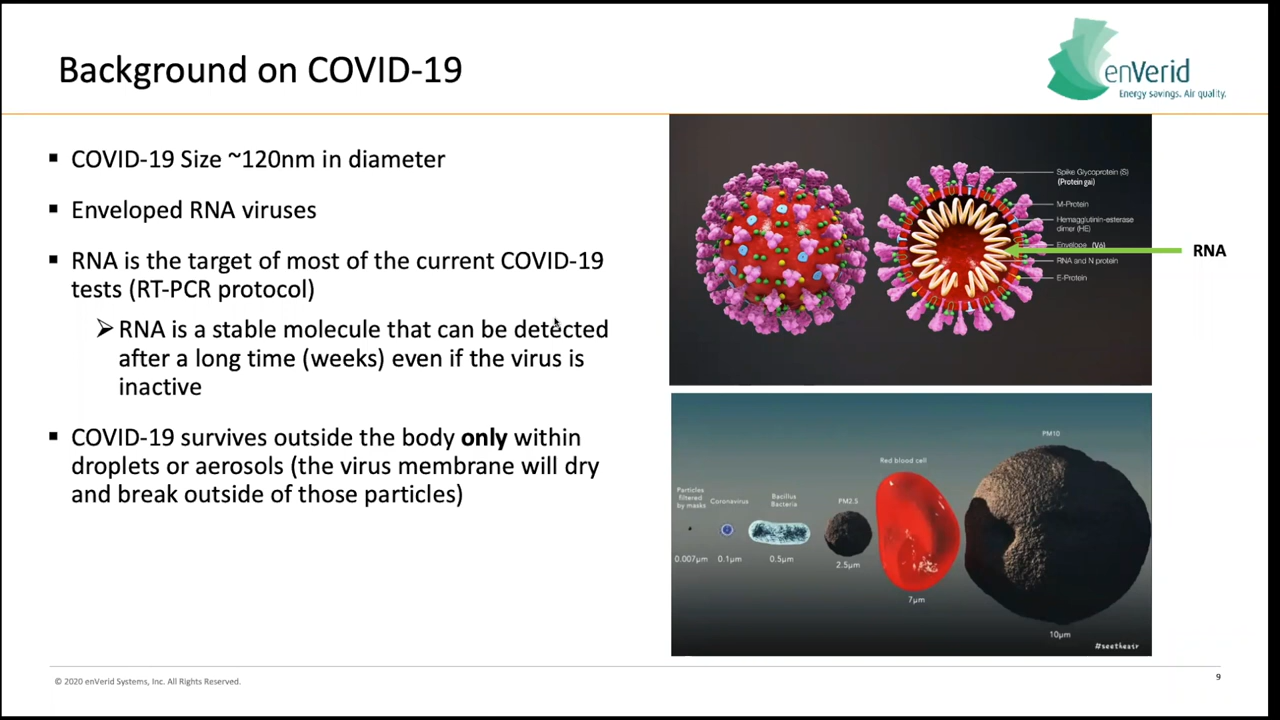 Background on COVID-19
enVerid
Energy savings. Air quality.
▪ COVID-19 Size ~120nm in diameter
▪ Enveloped RNA viruses
▪ RNA is the target of most of the current COVID-19
tests (RT-PCR protocol)
➢ RNA is a stable molecule that can be detected
after a long time (weeks) even if the virus is
inactive
▪ COVID-19 survives outside the body only within
droplets or aerosols (the virus membrane will dry
and break outside of those particles)
Spike Glycoprotein (S)
(Protein gai)
M-Protein
Hemagglutinin-esterase
dimer (HE)
Envelope
RNA and N protein
E-Protein
RNA
Particles
filtered
by masks
0.007µm
Coronavirus
0.1µm
Bacillus
Bacteria
0.5µm
PM2.5
2.5µm
Red blood cell
7µm
PM10
10µm
#seetheair
© 2020 enVerid Systems, Inc. All Rights Reserved.
9